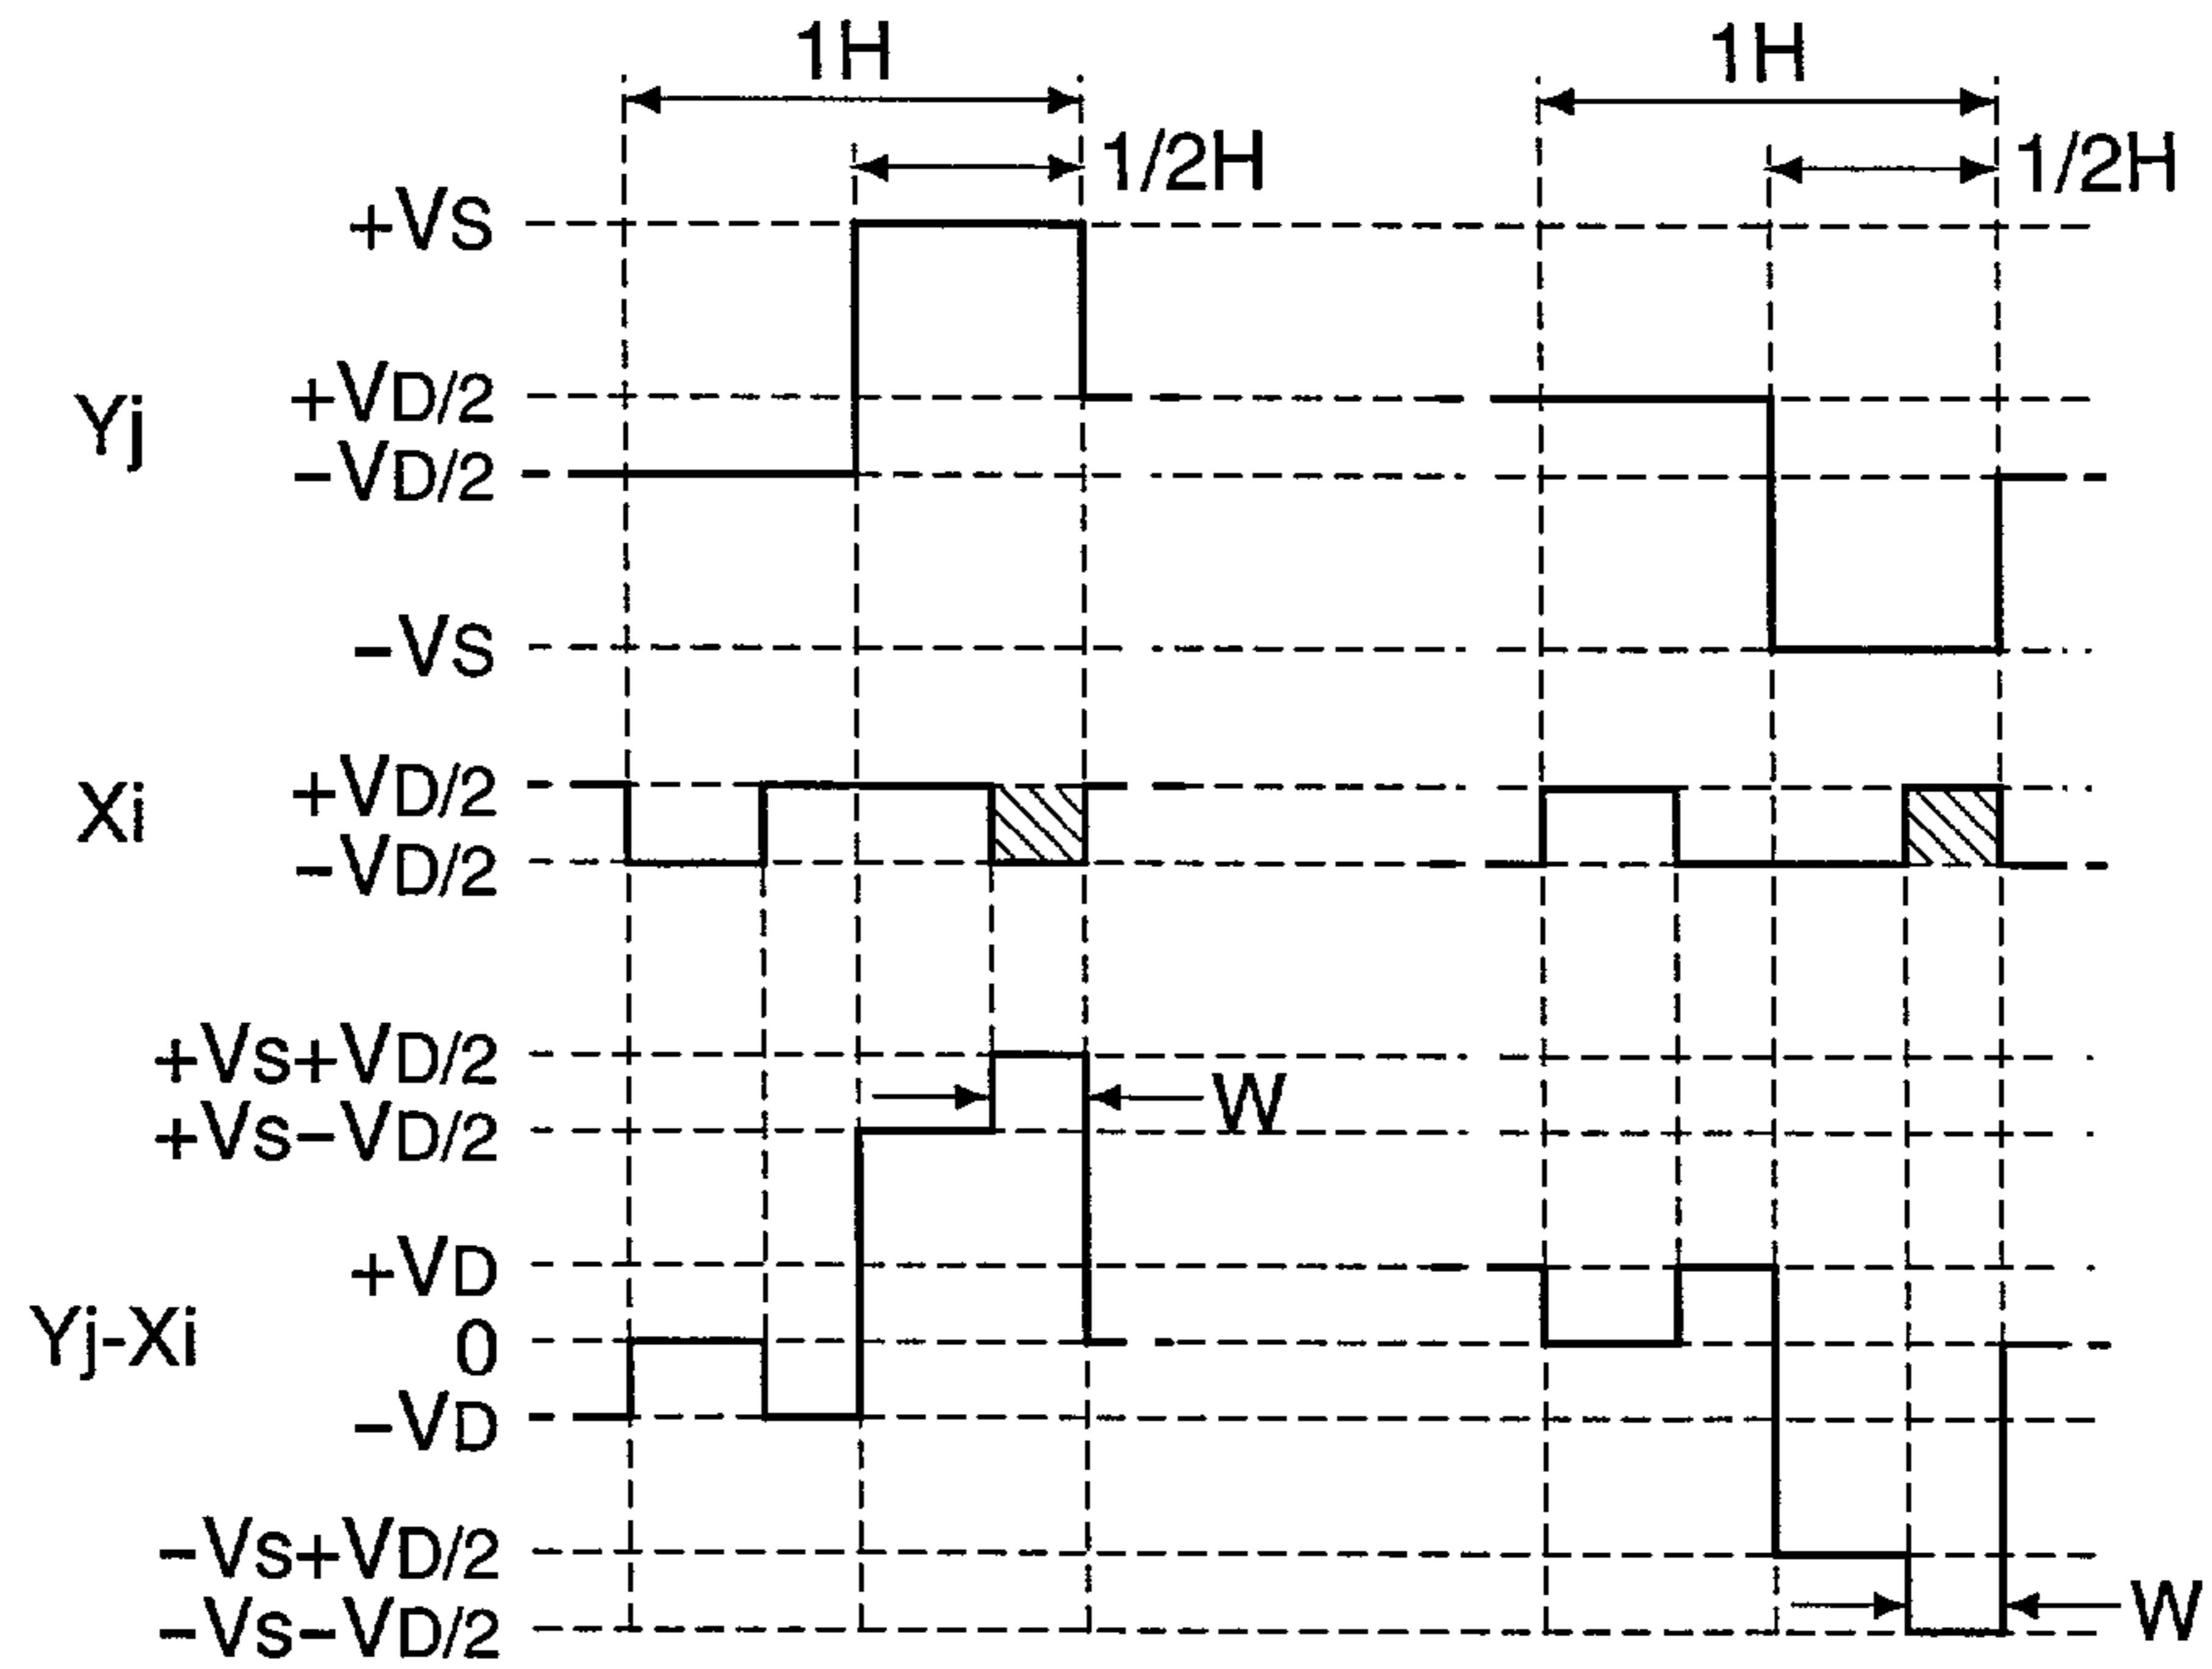 1H
1H
1/2H
1/2H
+VS
+VD/2
Yj
−VD/2
−VS
+VD/2
Xi
−VD/2
+VS+VD/2
W
+VS−VD/2
+VD
Yj-Xi
0
−VD
−VS+VD/2
−VS−VD/2
W